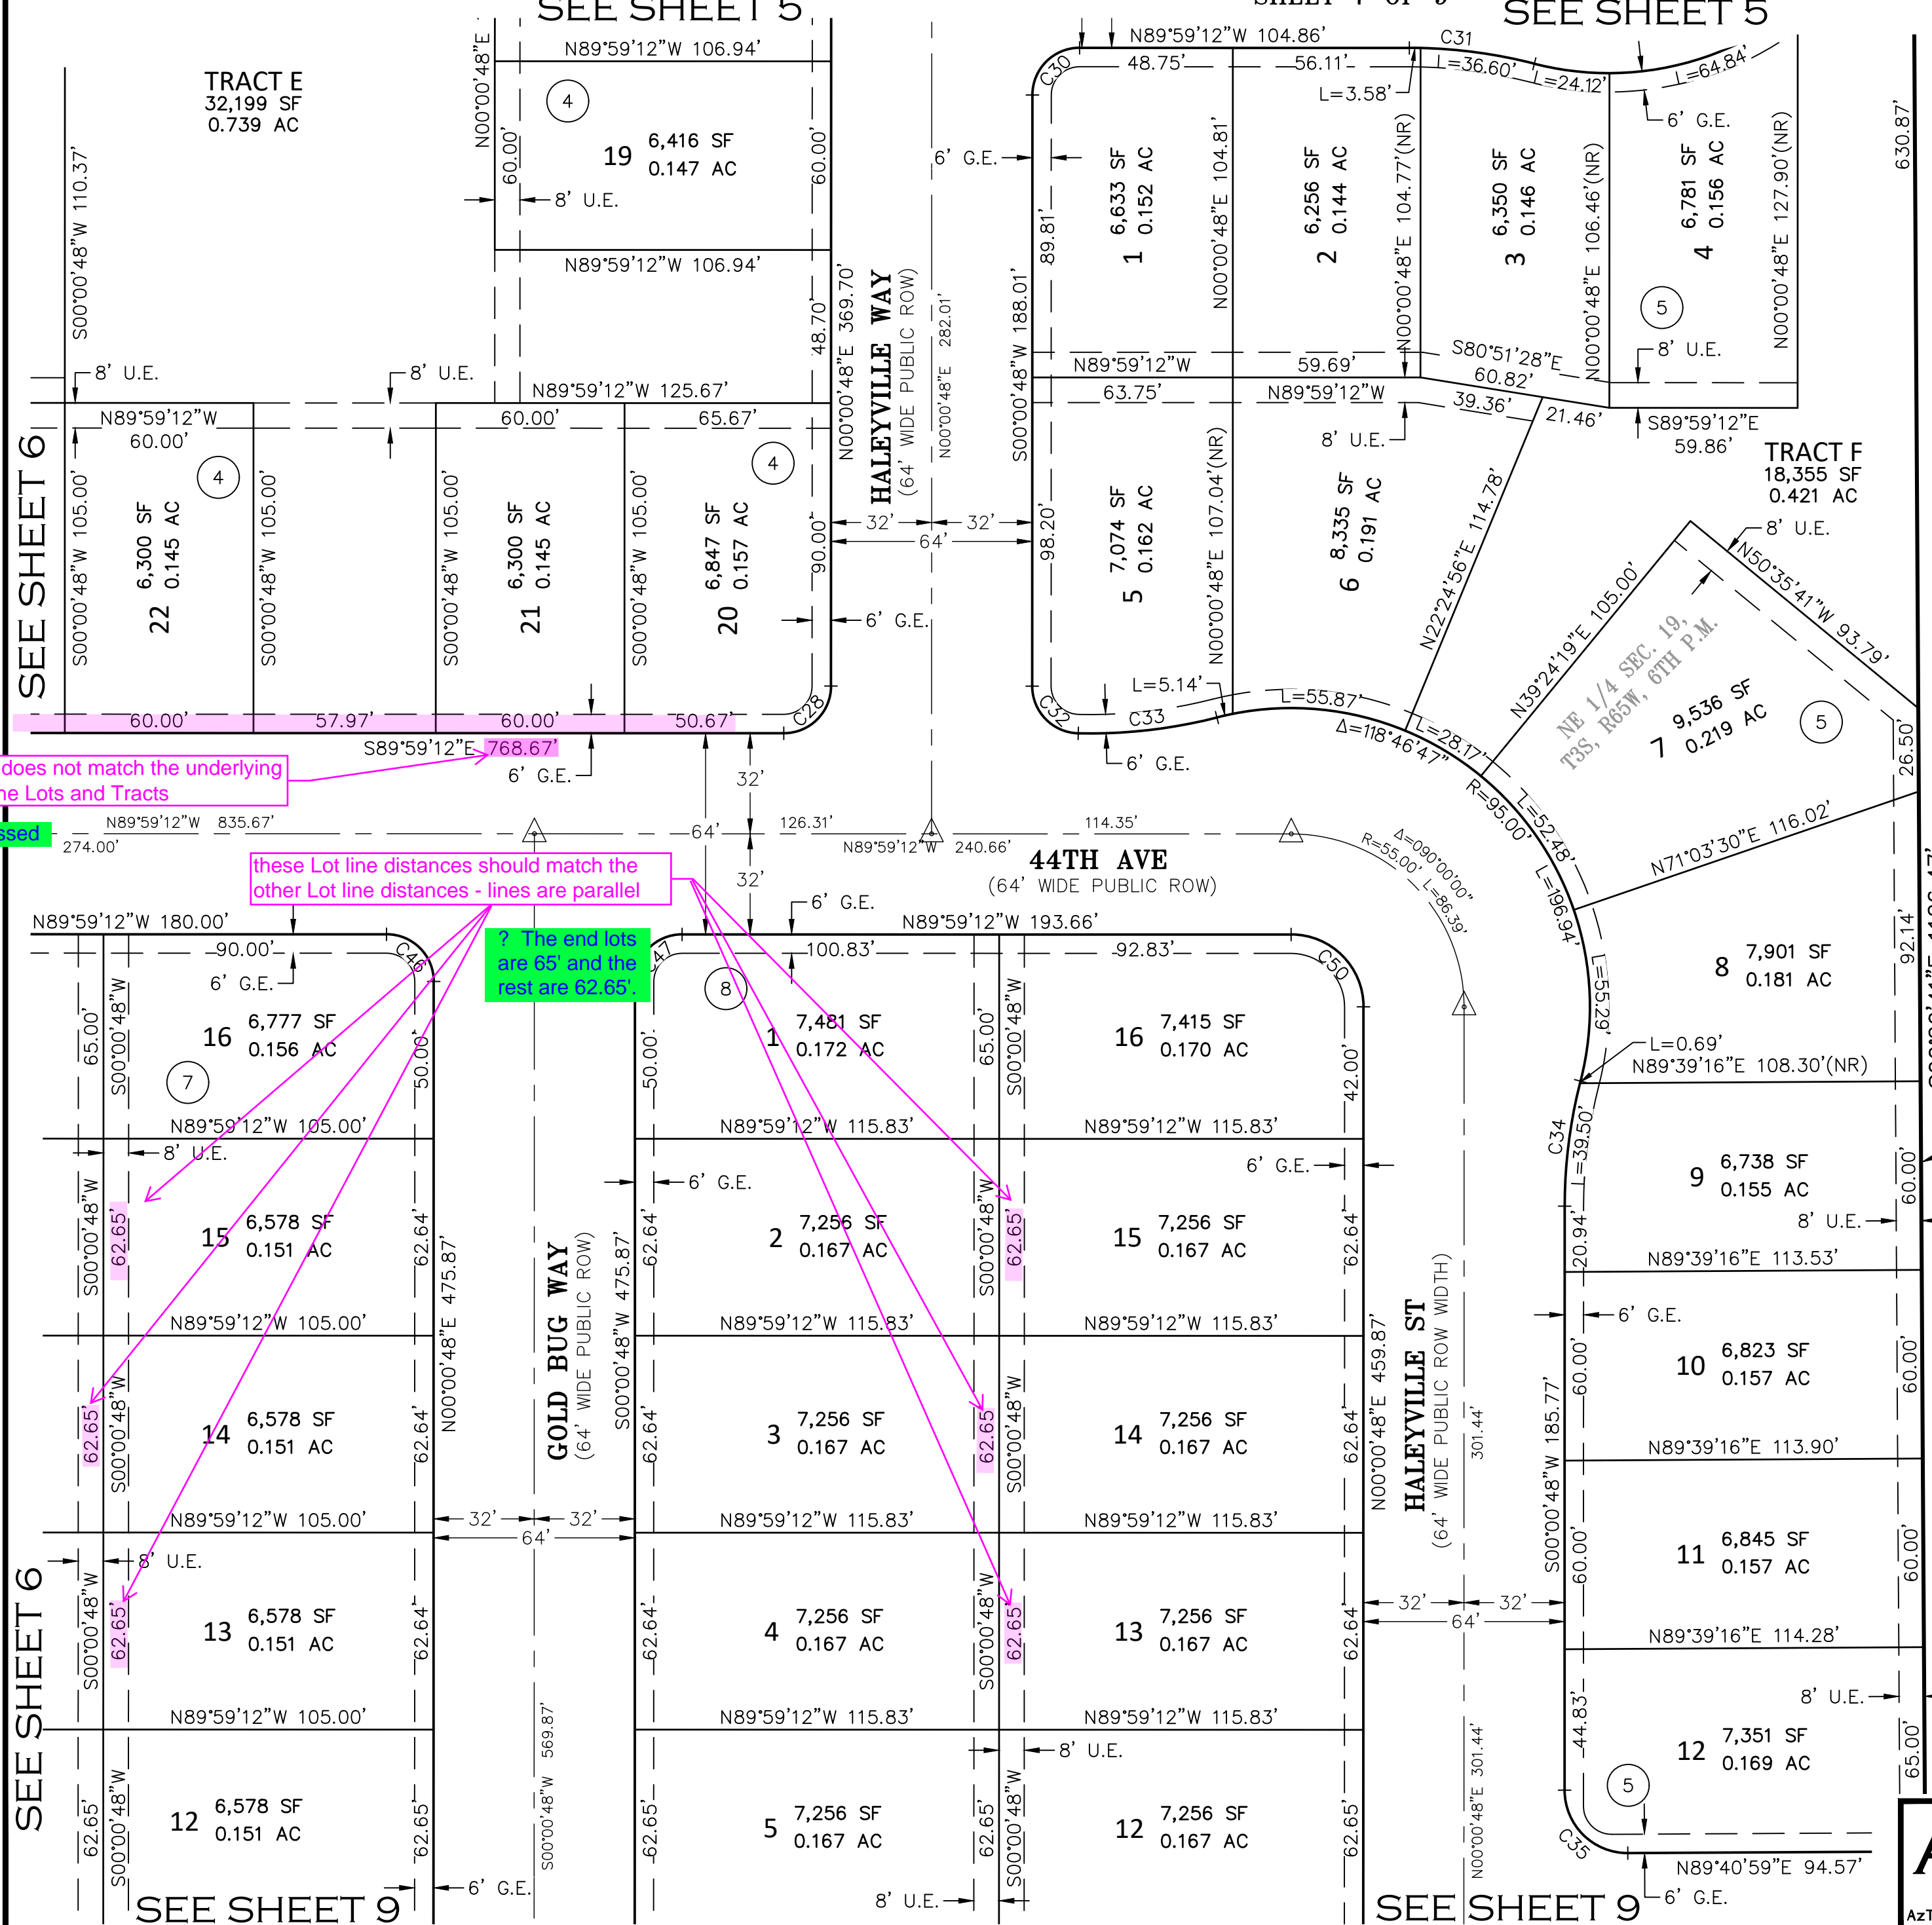 SEE SHEET 5
SEE SHEET 5
TRACT E
32,199 SF
0.739 AC
S00°00'48"W 110.37'
N00°00'48"E
N89°59'12"W 106.94'
4
60.00'
19
6,416 SF
0.147 AC
60.00'
8' U.E.
N89°59'12"W 106.94'
48.70'
N00°00'48"E 369.70'
HALEYVILLE WAY
(64' WIDE PUBLIC ROW)
N00°00'48"E 282.01'
8' U.E.
8' U.E.
N89°59'12"W 125.67'
N89°59'12"W
60.00'
60.00'
65.67'
SEE SHEET 6
S00°00'48"W 105.00'
4
22
6,300 SF
0.145 AC
S00°00'48"W 105.00'
S00°00'48"W 105.00'
21
6,300 SF
0.145 AC
S00°00'48"W 105.00'
4
20
6,847 SF
0.157 AC
90.00'
32'
32'
64'
6' G.E.
60.00'
57.97'
60.00'
50.67'
C28
S89°59'12"E 768.67'
6' G.E.
does not match the underlying
ne Lots and Tracts
ssed
N89°59'12"W 835.67'
274.00'
N89°59'12"W 104.86'
C30
48.75'
56.11'
C31
L=36.60'
L=24.12'
L=64.84'
L=3.58'
6' G.E.
6' G.E.
89.81'
S00°00'48"W 188.01'
1
6,633 SF
0.152 AC
N00°00'48"E 104.81'
2
6,256 SF
0.144 AC
N00°00'48"E 104.77'(NR)
3
6,350 SF
0.146 AC
N00°00'48"E 106.46'(NR)
4
6,781 SF
0.156 AC
5
N00°00'48"E 127.90'(NR)
630.87'
N89°59'12"W
59.69'
S80°51'28"E
60.82'
8' U.E.
63.75'
N89°59'12"W
39.36'
21.46'
8' U.E.
S89°59'12"E
59.86'
TRACT F
18,355 SF
0.421 AC
98.20'
5
7,074 SF
0.162 AC
N00°00'48"E 107.04'(NR)
6
8,335 SF
0.191 AC
N22°24'56"E 114.78'
8' U.E.
N50°35'41"W 93.79'
N39°24'19"E 105.00'
NE 1/4 SEC. 19,
T3S, R65W, 6TH P.M.
7
9,536 SF
0.219 AC
5
26.50'
L=5.14'
L=55.87'
C32
C33
6' G.E.
Δ=118°46'47"
L=28.17'
R=95.00'
L=52.48'
L=196.94'
N71°03'30"E 116.02'
32'
64'
126.31'
114.35'
N89°59'12"W 240.66'
44TH AVE
(64' WIDE PUBLIC ROW)
Δ=090°00'00"
R=55.00' L=86.39'
32'
these Lot line distances should match the
other Lot line distances - lines are parallel
N89°59'12"W 180.00'
90.00'
6' G.E.
C46
? The end lots
are 65' and the
rest are 62.65'.
6' G.E.
N89°59'12"W 193.66'
100.83'
92.83'
C50
8
8
7,901 SF
0.181 AC
92.14'
L=55.29'
L=0.69'
N89°39'16"E 108.30'(NR)
65.00'
S00°00'48"W
16
6,777 SF
0.156 AC
7
50.00'
50.00'
1
7,481 SF
0.172 AC
65.00'
S00°00'48"W
16
7,415 SF
0.170 AC
42.00'
N89°59'12"W 105.00'
N89°59'12"W 115.83'
N89°59'12"W 115.83'
8' U.E.
6' G.E.
6' G.E.
C34
L=39.50'
9
6,738 SF
0.155 AC
60.00'
8' U.E.
20.94'
N89°39'16"E 113.53'
S00°00'48"W
62.65'
15
6,578 SF
0.151 AC
62.64'
N00°00'48"E 475.87'
GOLD BUG WAY
(64' WIDE PUBLIC ROW)
S00°00'48"W 475.87'
62.64'
2
7,256 SF
0.167 AC
S00°00'48"W
62.65'
15
7,256 SF
0.167 AC
62.64'
N89°59'12"W 105.00'
N89°59'12"W 115.83'
N89°59'12"W 115.83'
6' G.E.
62.65'
S00°00'48"W
14
6,578 SF
0.151 AC
62.64'
62.64'
3
7,256 SF
0.167 AC
62.65'
S00°00'48"W
14
7,256 SF
0.167 AC
62.64'
N00°00'48"E 459.87'
HALEYVILLE ST
(64' WIDE PUBLIC ROW WIDTH)
301.44'
S00°00'48"W 185.77'
60.00'
10
6,823 SF
0.157 AC
60.00'
N89°39'16"E 113.90'
N89°59'12"W 105.00'
32'
32'
64'
N89°59'12"W 115.83'
N89°59'12"W 115.83'
60.00'
11
6,845 SF
0.157 AC
60.00'
8' U.E.
SEE SHEET 6
S00°00'48"W
62.65'
13
6,578 SF
0.151 AC
62.64'
62.64'
4
7,256 SF
0.167 AC
S00°00'48"W
62.65'
13
7,256 SF
0.167 AC
62.64'
32'
32'
64'
N89°39'16"E 114.28'
N89°59'12"W 105.00'
N89°59'12"W 115.83'
N89°59'12"W 115.83'
8' U.E.
8' U.E.
44.83'
12
7,351 SF
0.169 AC
65.00'
5
62.65'
S00°00'48"W
12
6,578 SF
0.151 AC
62.65'
S00°00'48"W 569.87'
62.65'
5
7,256 SF
0.167 AC
62.65'
S00°00'48"W
12
7,256 SF
0.167 AC
62.65'
N00°00'48"E 301.44'
C35
N89°40'59"E 94.57'
6' G.E.
6' G.E.
8' U.E.
SEE SHEET 9
SEE SHEET 9